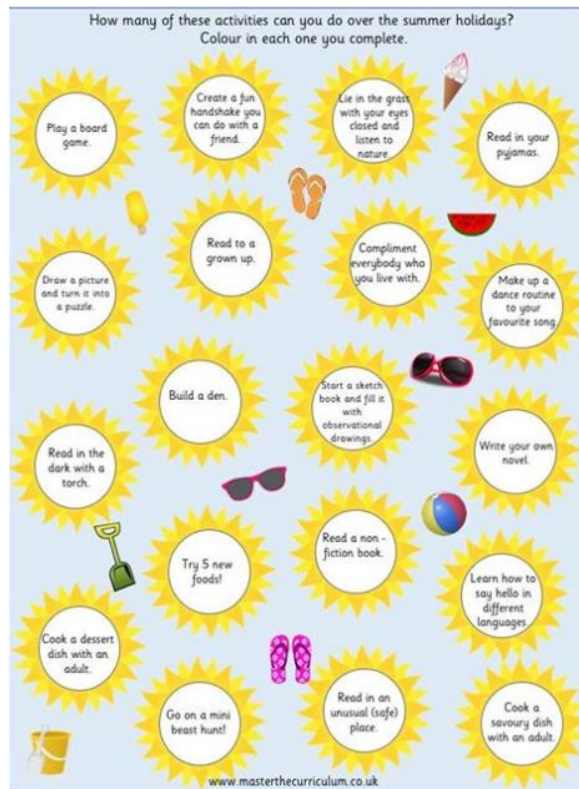 How many of these activities can you do over the summer holidays?
Colour in each one you complete.
Play a board
game.
Create a fun
handshake you
can do with a
friend.
Lie in the grass
with your eyes
closed and
listen to
nature.
Read in your
pyjamas.
Draw a picture
and turn it into
a puzzle.
Read to a
grown up.
Compliment
everybody who
you live with.
Make up a
dance routine
to your
favourite song.
Build a den.
Start a sketch
book and fill it
with
observational
drawings.
Read in the
dark with a
torch.
Write your own
novel.
Try 5 new
foods!
Read a non -
fiction book.
Learn how to
say hello in
different
languages.
Cook a dessert
dish with an
adult.
Go on a mini
beast hunt!
Read in an
unusual (safe)
place.
Cook a
savoury dish
with an adult.
www.masterthecurriculum.co.uk